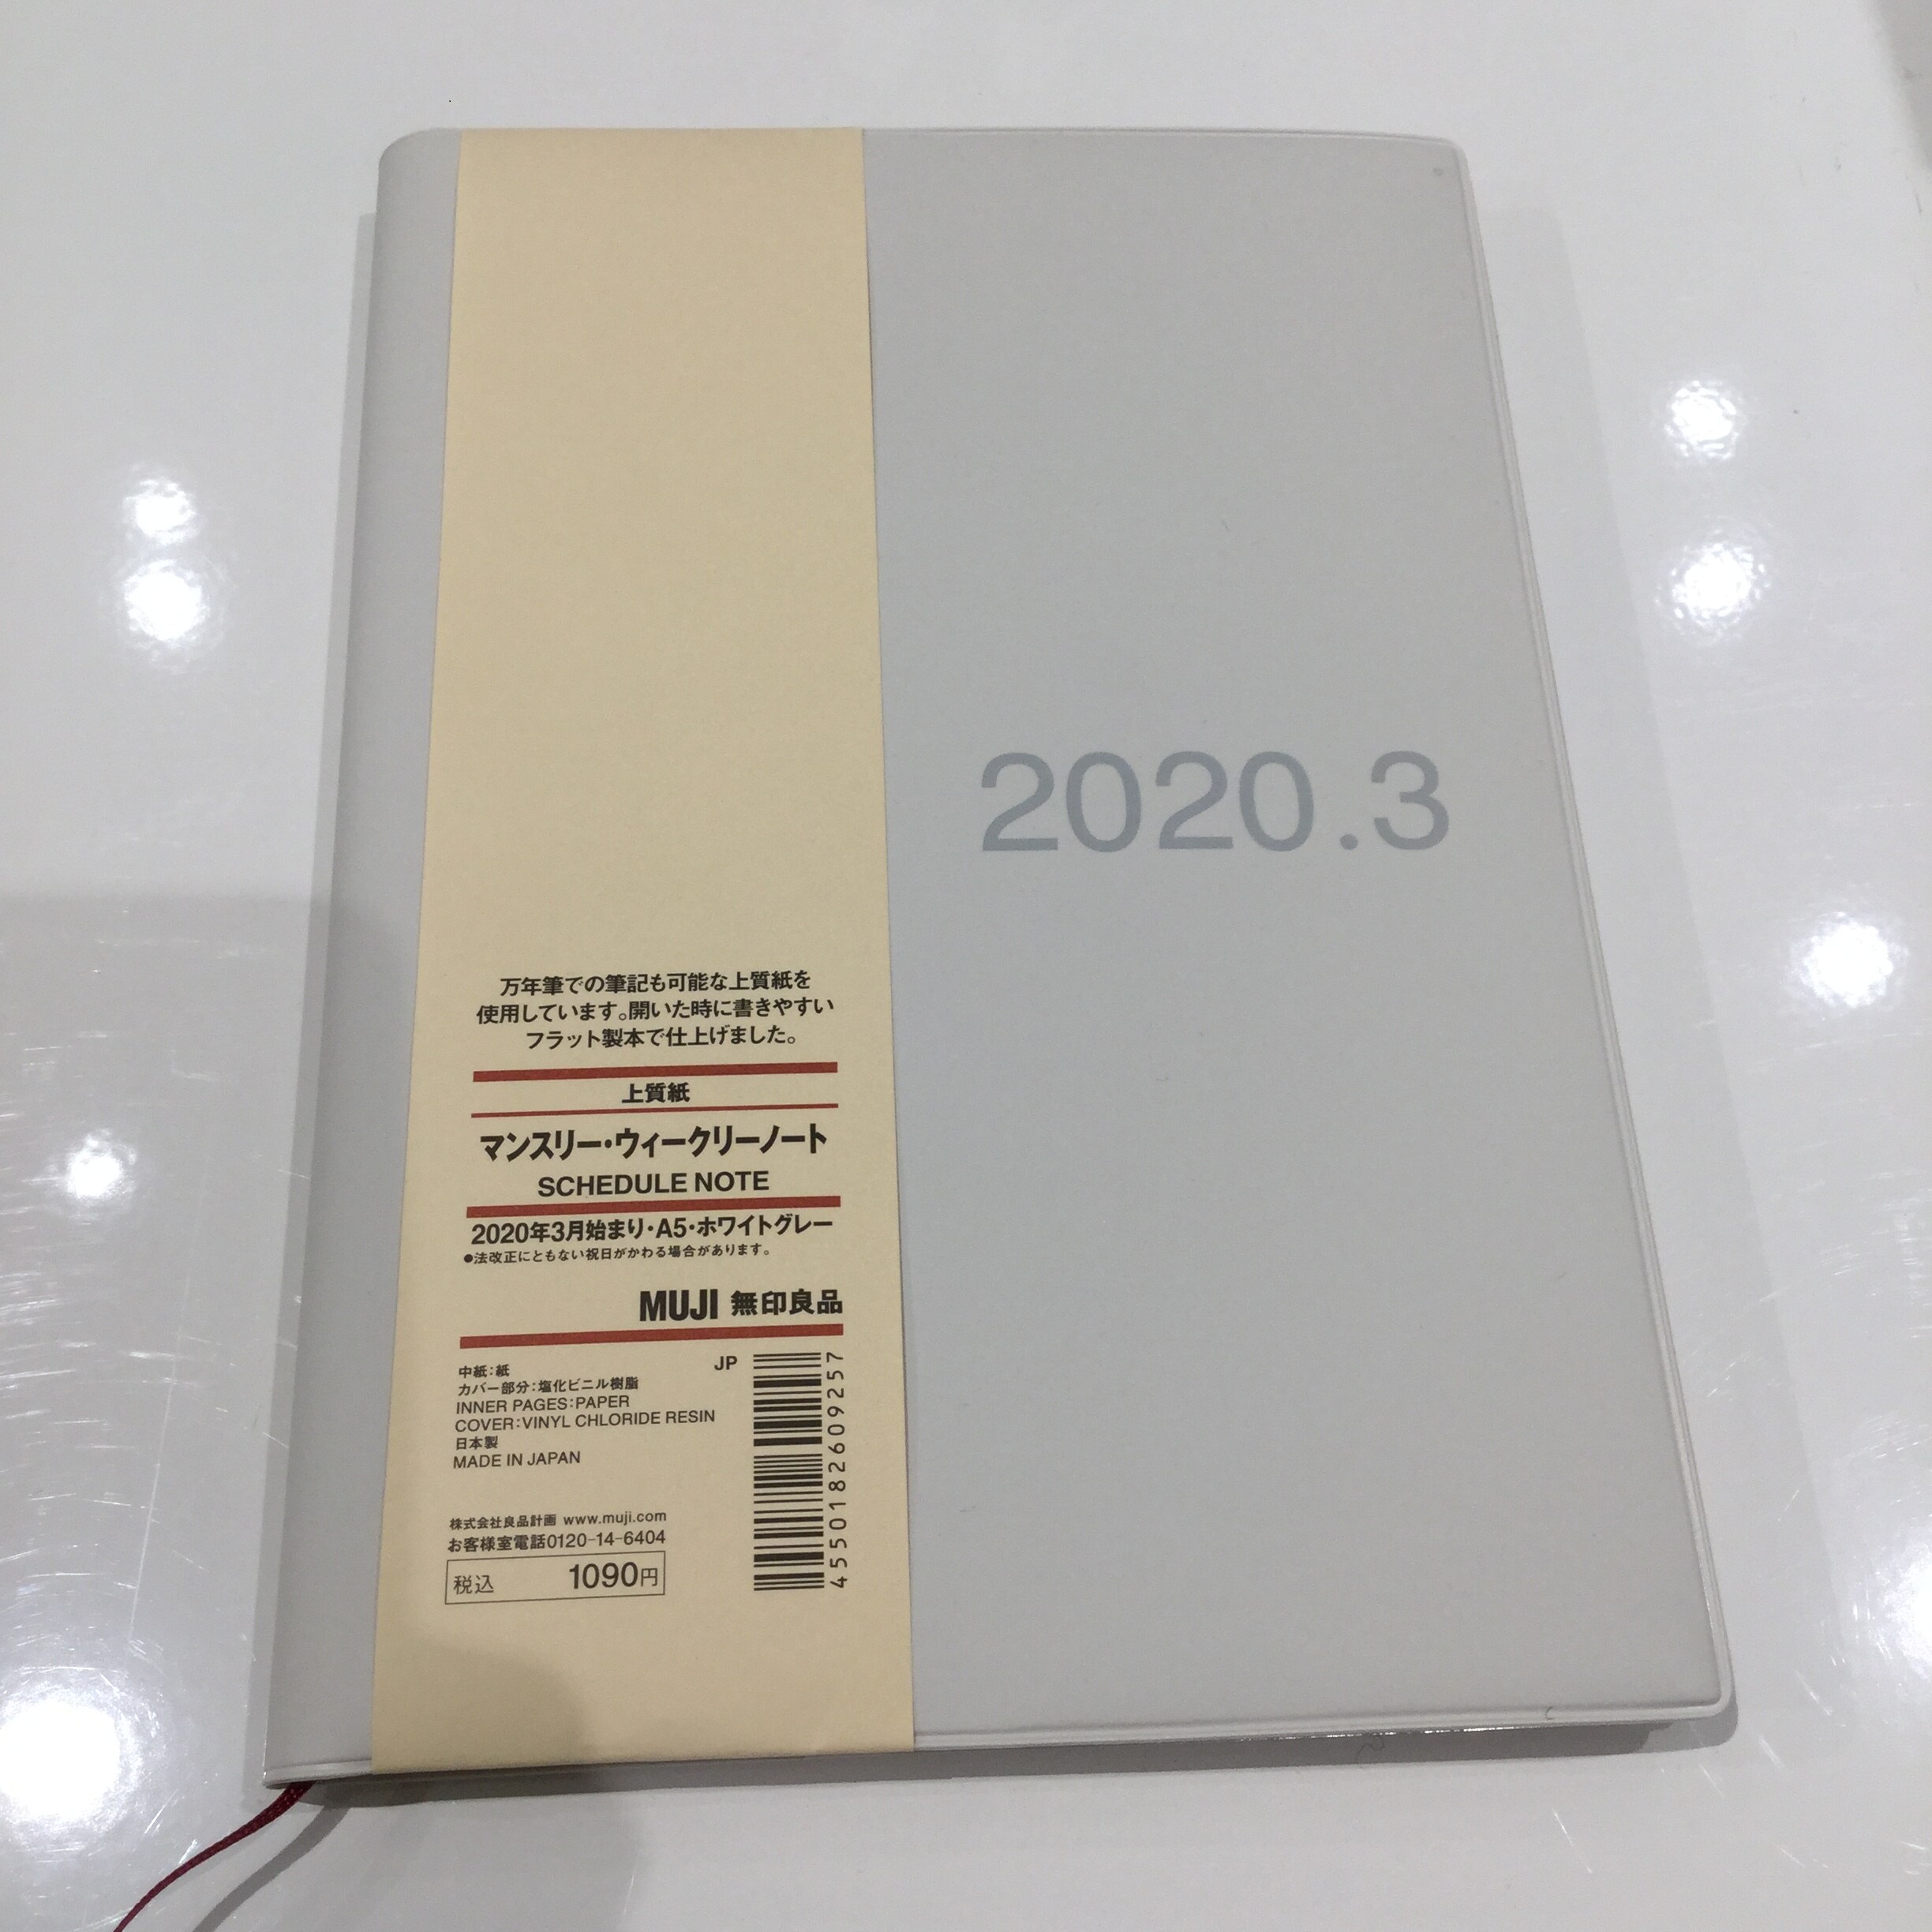 2020.3
万年筆での筆記も可能な上質紙を
使用しています。開いた時に書きやすい
フラット製本で仕上げました。
上質紙
マンスリー・ウィークリーノート
SCHEDULE NOTE
2020年3月始まり・A5・ホワイトグレー
●法改正にともない祝日がかわる場合があります。
MUJI 無印良品
中紙:紙
カバー部分:塩化ビニル樹脂
INNER PAGES:PAPER
COVER:VINYL CHLORIDE RESIN
日本製
MADE IN JAPAN
JP
4550182609257
株式会社良品計画 www.muji.com
お客様室電話0120-14-6404
税込 1090円